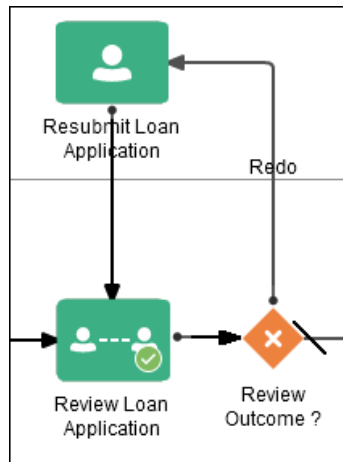 Resubmit Loan
Application
Redo
Review Loan
Application
Review
Outcome ?